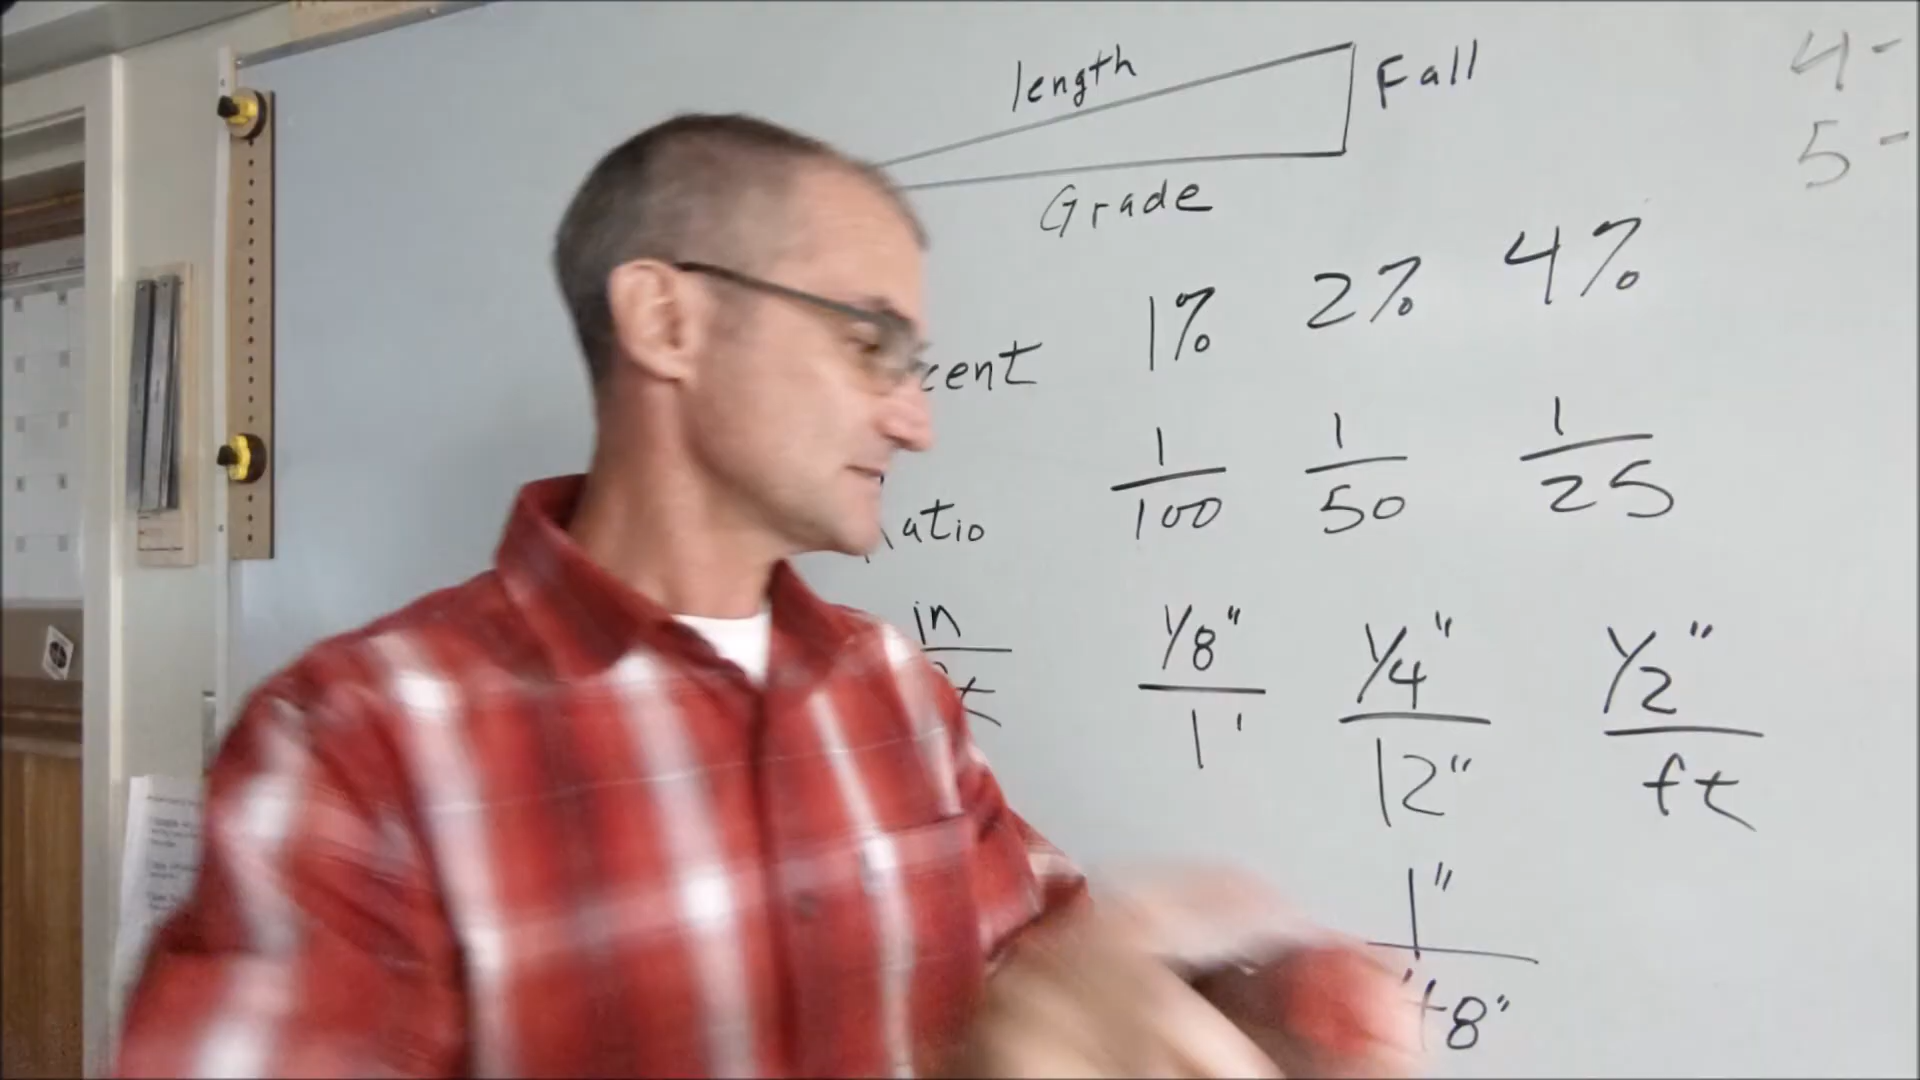 length
Fall
4-
5-
Grade
cent 1% 2% 4%
atio 1/100 1/50 1/25
in 1/8"/1' 1/4"/12" 1/2"/ft
1"/48"